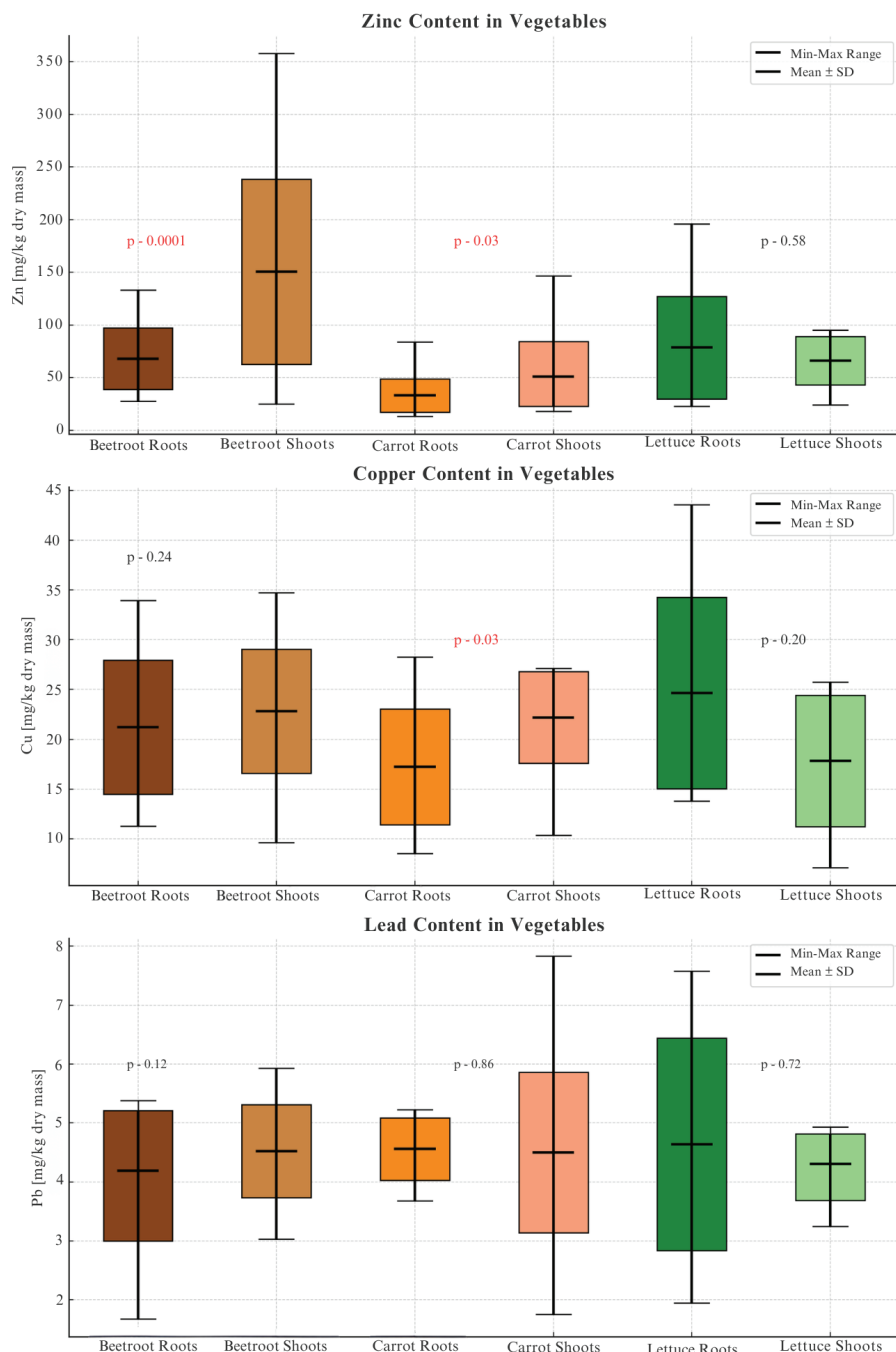 Zinc Content in Vegetables
Min-Max Range
Mean ± SD
350
300
250
200
150
100
50
0
Zn [mg/kg dry mass]
p - 0.0001
p - 0.03
p - 0.58
Beetroot Roots
Beetroot Shoots
Carrot Roots
Carrot Shoots
Lettuce Roots
Lettuce Shoots
Copper Content in Vegetables
Min-Max Range
Mean ± SD
45
40
35
30
25
20
15
10
Cu [mg/kg dry mass]
p - 0.24
p - 0.03
p - 0.20
Beetroot Roots
Beetroot Shoots
Carrot Roots
Carrot Shoots
Lettuce Roots
Lettuce Shoots
Lead Content in Vegetables
Min-Max Range
Mean ± SD
8
7
6
5
4
3
2
Pb [mg/kg dry mass]
p - 0.12
p - 0.86
p - 0.72
Beetroot Roots
Beetroot Shoots
Carrot Roots
Carrot Shoots
Lettuce Roots
Lettuce Shoots